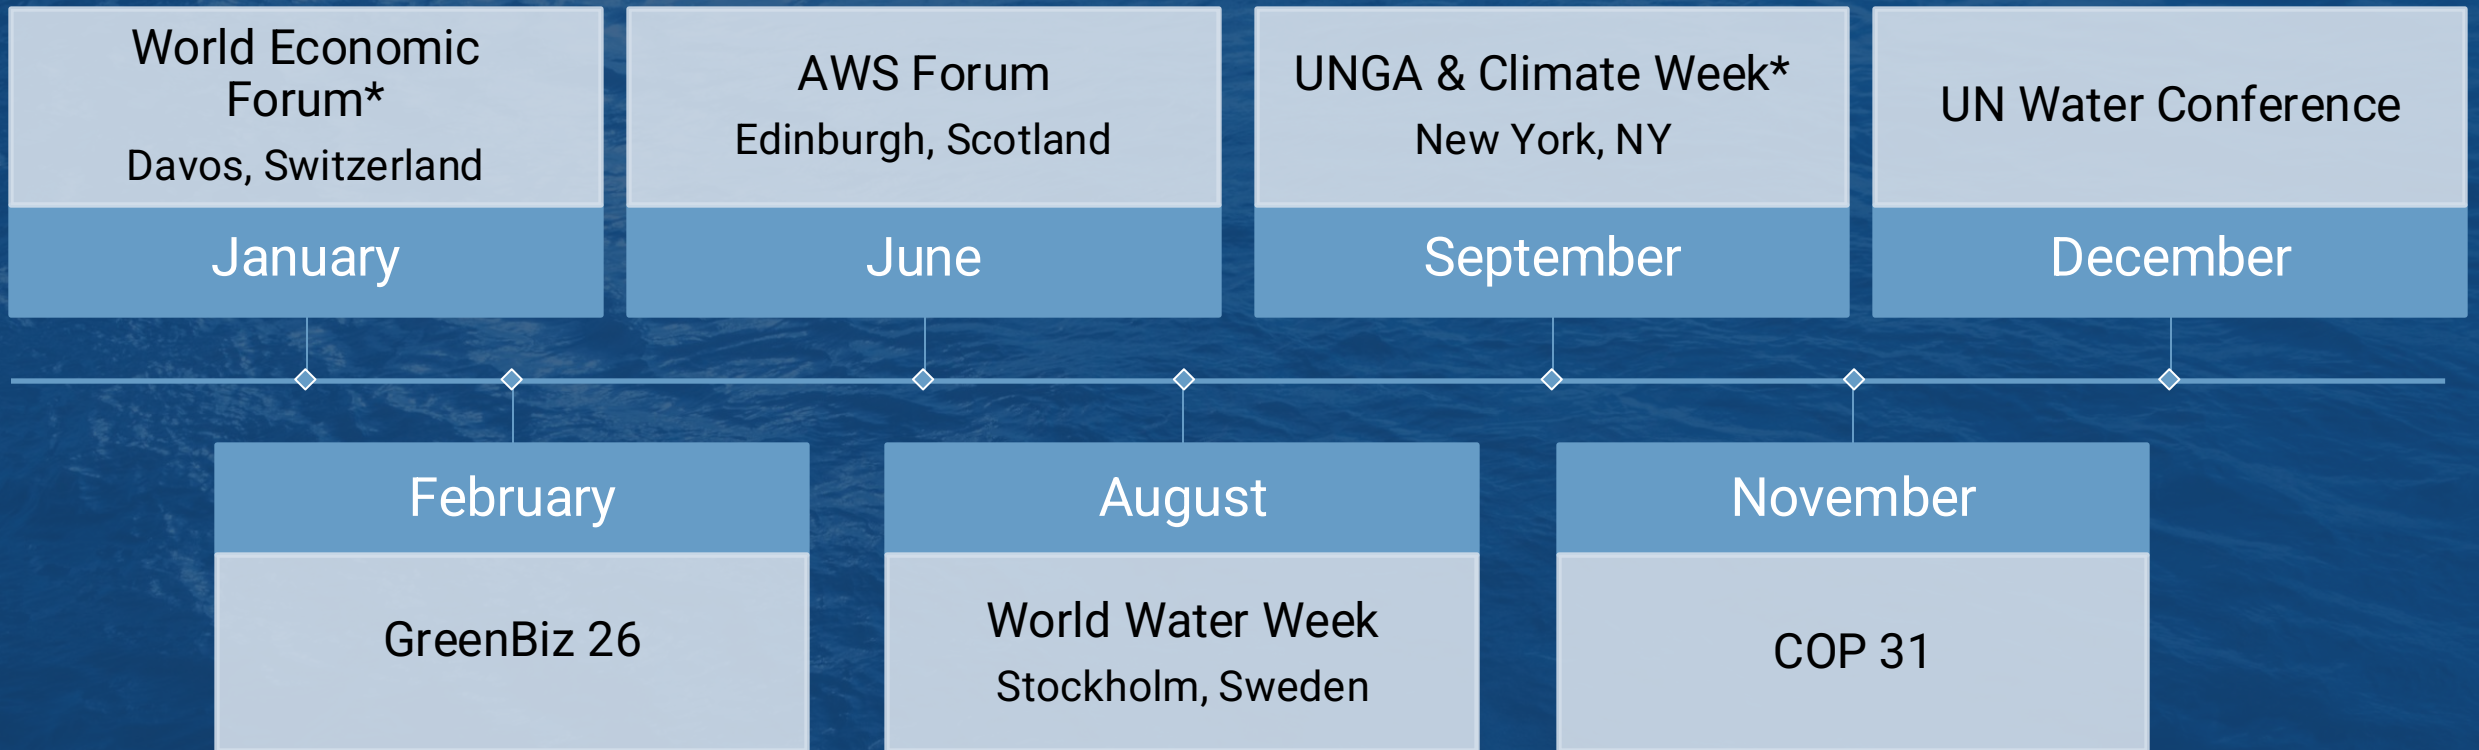 World Economic
Forum*
Davos, Switzerland
January
AWS Forum
Edinburgh, Scotland
June
UNGA & Climate Week*
New York, NY
September
UN Water Conference
December
February
GreenBiz 26
August
World Water Week
Stockholm, Sweden
November
COP 31